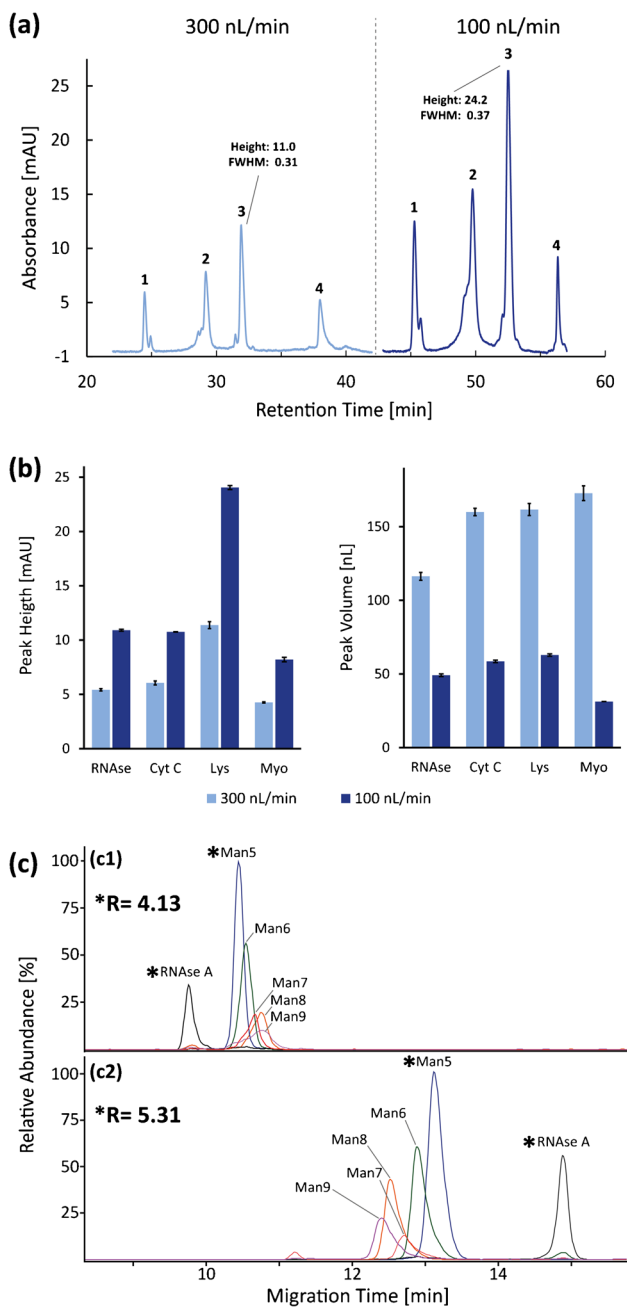 (a)
300 nL/min
100 nL/min
25
20
15
10
5
-1
Absorbance [mAU]
1
2
3
4
Height: 11.0
FWHM: 0.31
1
2
3
4
Height: 24.2
FWHM: 0.37
20
30
40
50
60
Retention Time [min]
(b)
25
20
15
10
5
0
Peak Heigth [mAU]
RNAse
Cyt C
Lys
Myo
150
100
50
0
Peak Volume [nL]
RNAse
Cyt C
Lys
Myo
300 nL/min
100 nL/min
(c)
(c1)
*R= 4.13
100
75
50
25
*RNAse A
*Man5
Man6
Man7
Man8
Man9
Relative Abundance [%]
(c2)
*R= 5.31
100
75
50
25
*Man5
Man6
Man8
Man7
Man9
*RNAse A
10
12
14
Migration Time [min]